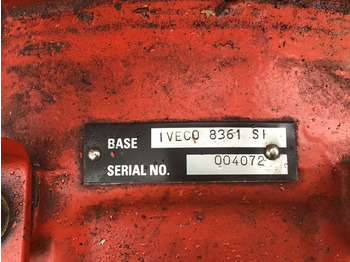 BASE IVECO 8361 SI
SERIAL NO. 004072